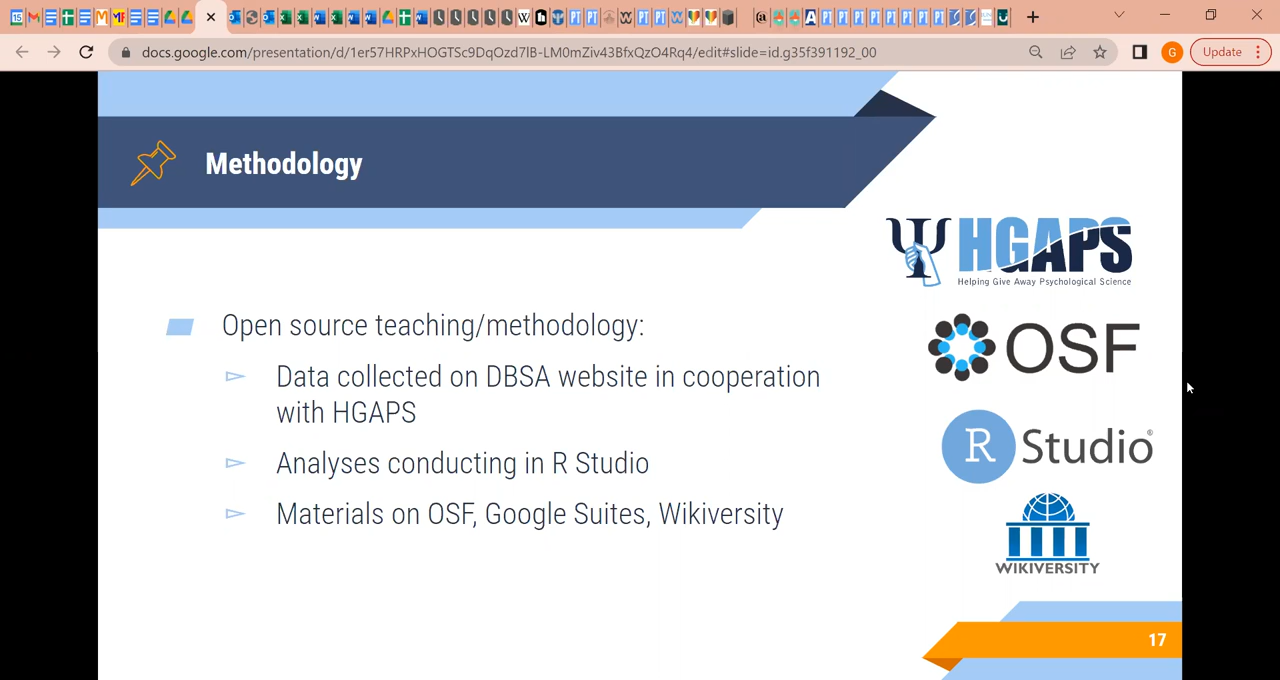 docs.google.com/presentation/d/1er57HRPxHOGTSc9DqOzd7lB-LM0mZiv43BfxQzO4Rq4/edit#slide=id.g35f391192_00
G
Update
Methodology
ΨHGAPS
Helping Give Away Psychological Science
Open source teaching/methodology:
OSF
Data collected on DBSA website in cooperation
with HGAPS
R Studio®
Analyses conducting in R Studio
Materials on OSF, Google Suites, Wikiversity
WIKIVERSITY
17